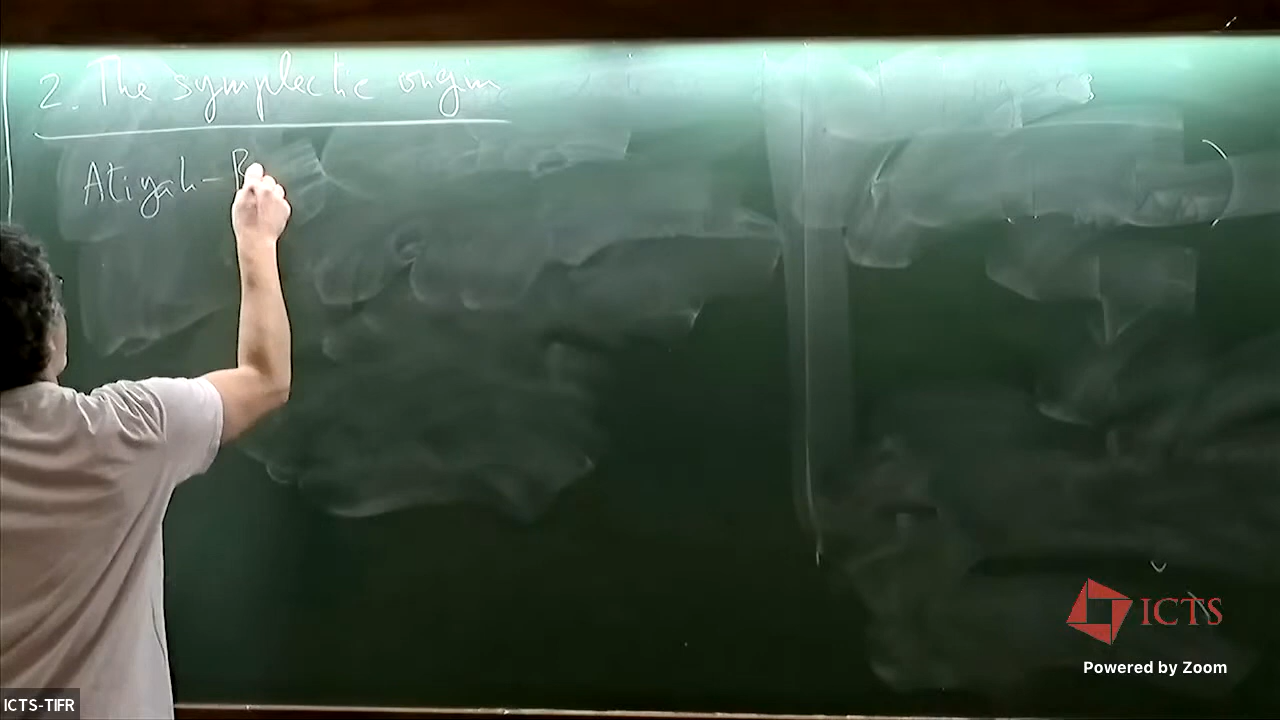 2. The symplectic origin
Atiyah - B
ICTS
Powered by Zoom
ICTS-TIFR